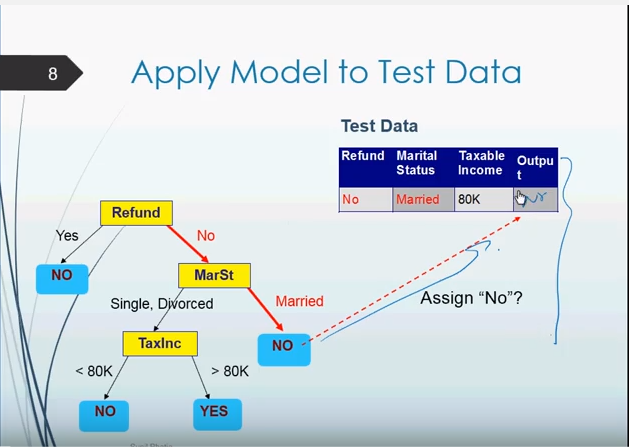 8
Apply Model to Test Data
Test Data
Refund Marital Status Taxable Income Outpu t
No Married 80K
Refund
Yes No
NO MarSt
Single, Divorced Married
TaxInc NO
Assign “No”?
< 80K > 80K
NO YES